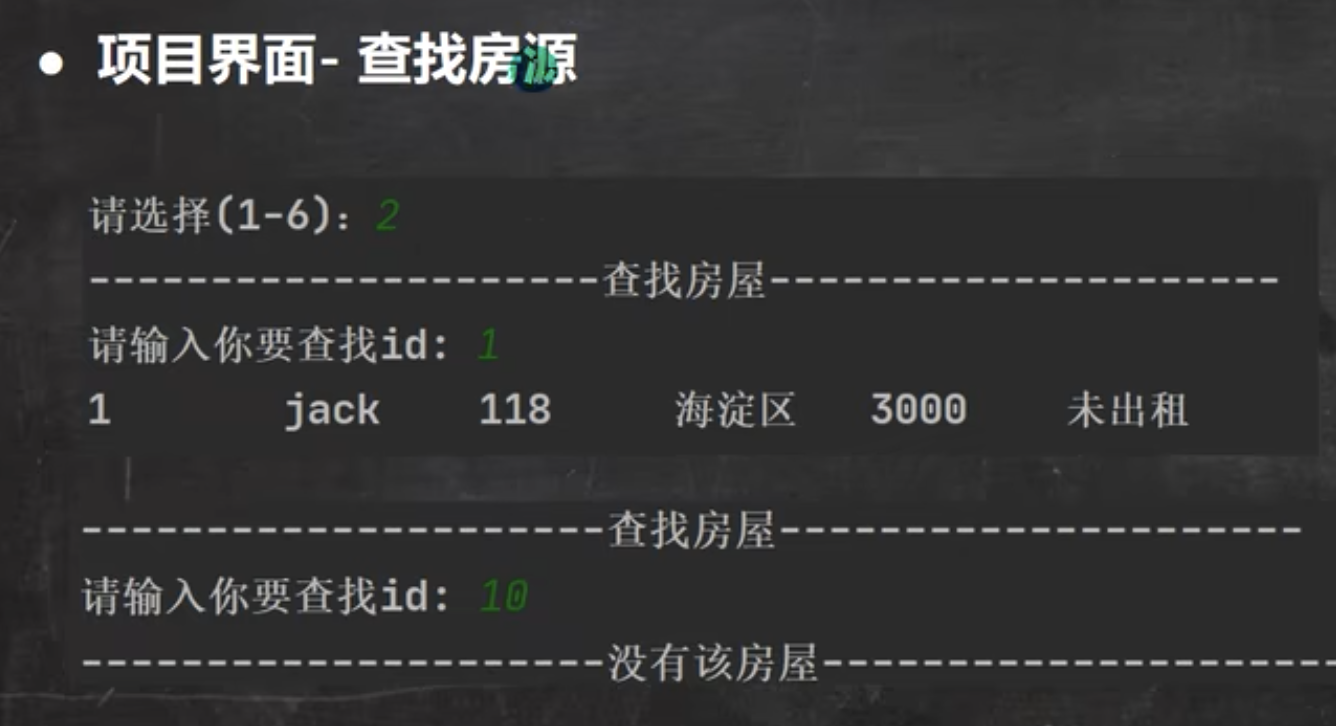 ● 项目界面- 查找房源
请选择(1-6): 2
----------------------查找房屋----------------------
请输入你要查找id: 1
1 jack 118 海淀区 3000 未出租
----------------------查找房屋----------------------
请输入你要查找id: 10
----------------------没有该房屋----------------------